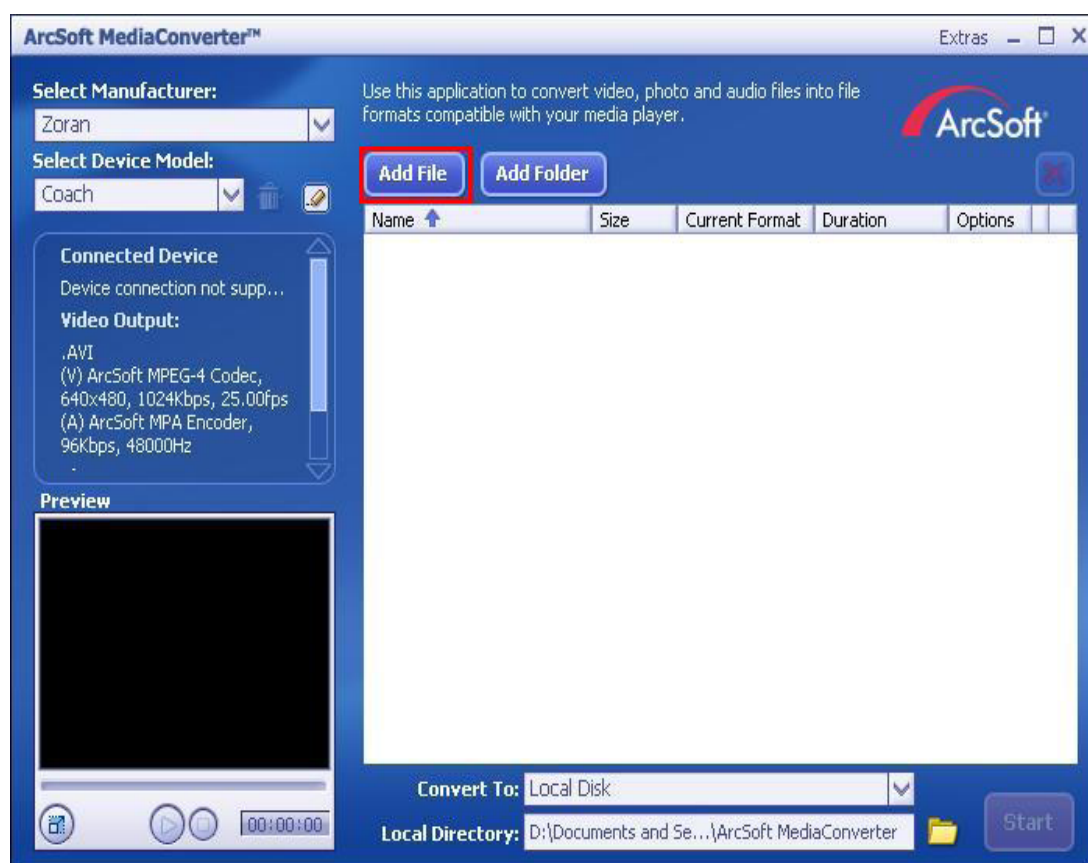 ArcSoft MediaConverter™
Extras
Select Manufacturer:
Zoran
Select Device Model:
Coach
Connected Device
Device connection not supp...
Video Output:
.AVI
(V) ArcSoft MPEG-4 Codec,
640x480, 1024Kbps, 25.00fps
(A) ArcSoft MPA Encoder,
96Kbps, 48000Hz
Preview
00:00:00
Use this application to convert video, photo and audio files into file
formats compatible with your media player.
ArcSoft
Add File Add Folder
Name Size Current Format Duration Options
Convert To: Local Disk
Local Directory: D:\Documents and Se...\ArcSoft MediaConverter
Start